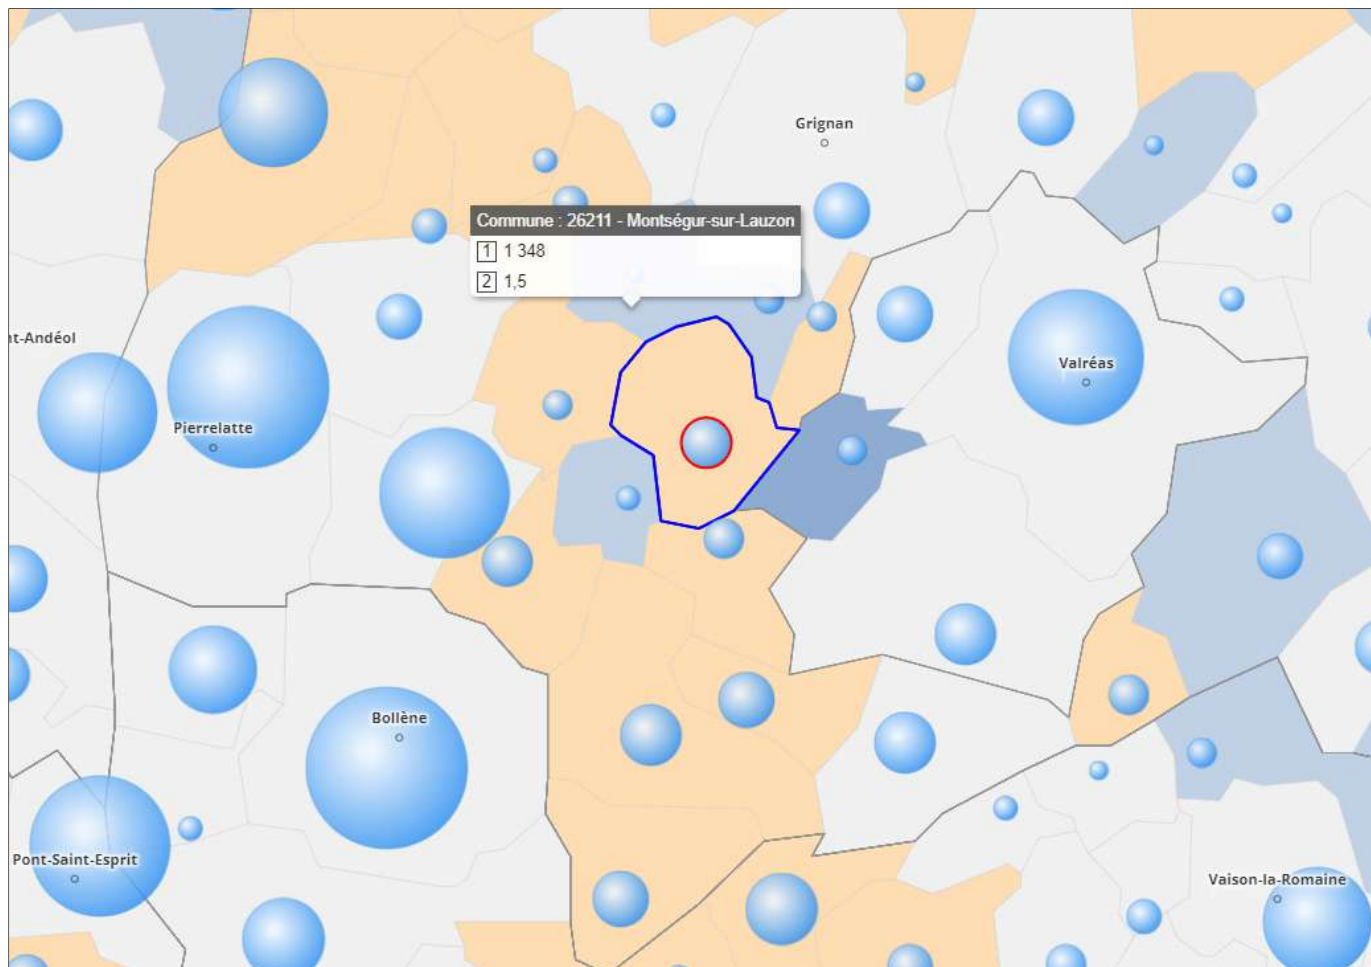 Grignan
Commune : 26211 - Montségur-sur-Lauzon
1 1 348
2 1,5
nt-Andéol
Valréas
Pierrelatte
Bollène
Pont-Saint-Esprit
Vaison-la-Romaine